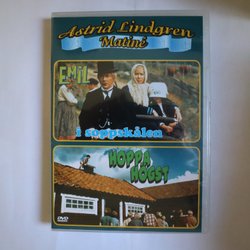 Astrid Lindgren
Matiné
EMIL
i soppskålen
HOPPA
HÖGST
DVD